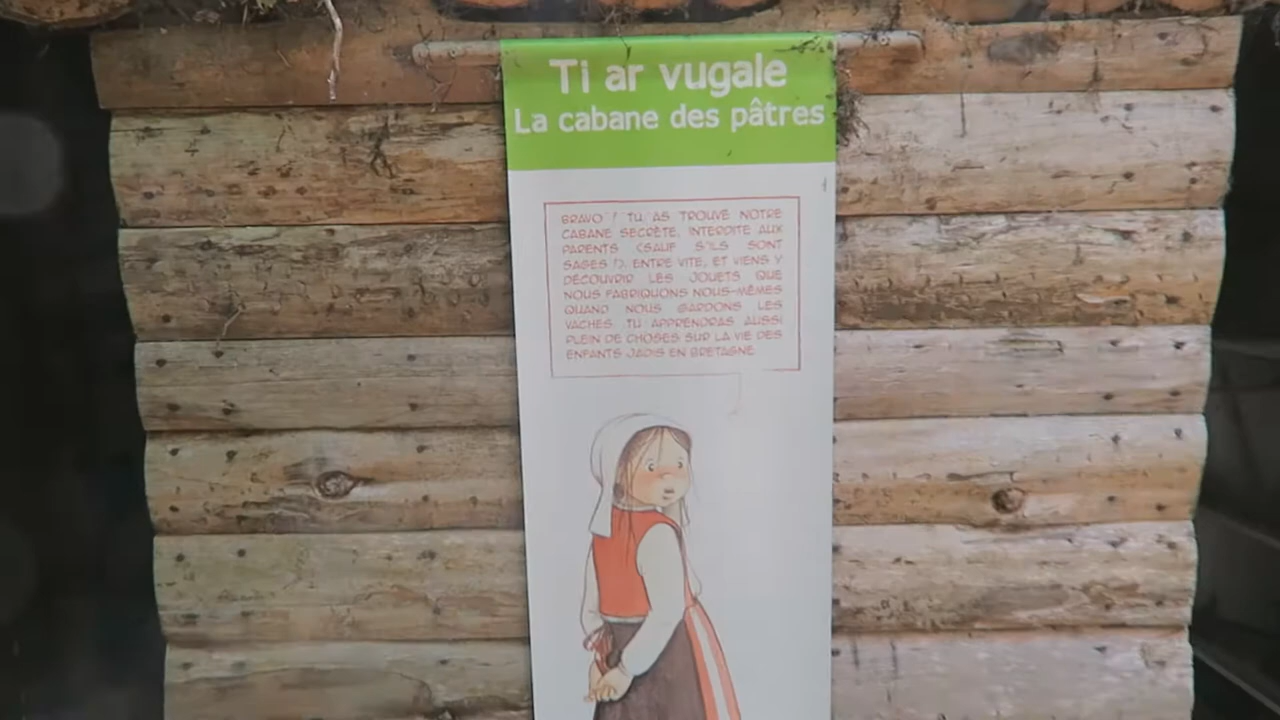 Ti ar vugale
La cabane des pâtres
BRAVO ! TU AS TROUVÉ NOTRE
CABANE SECRÈTE, INTERDITE AUX
PARENTS (SAUF S'ILS SONT
SAGES !). ENTRE VITE, ET VIENS Y
DÉCOUVRIR LES JOUETS QUE
NOUS FABRIQUONS NOUS-MÊMES
QUAND NOUS GARDONS LES
VACHES. TU APPRENDRAS AUSSI
PLEIN DE CHOSES SUR LA VIE DES
ENFANTS JADIS EN BRETAGNE